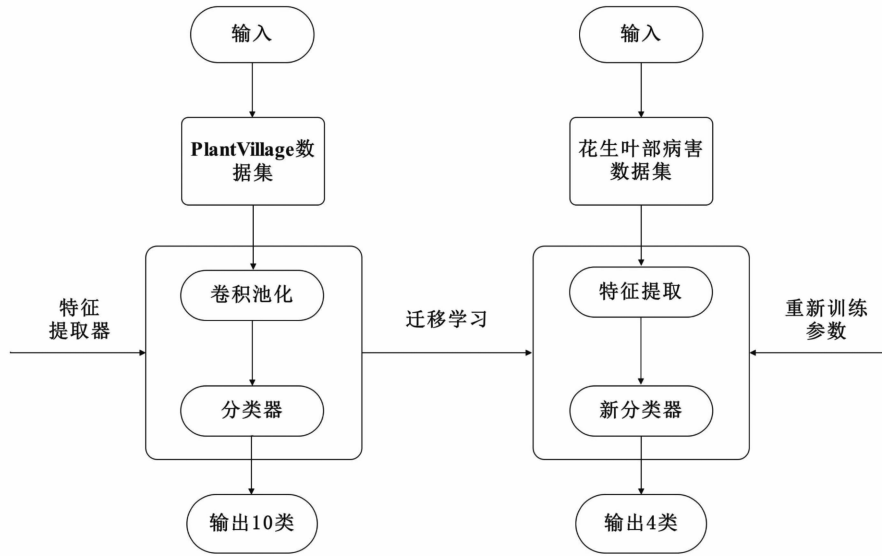 输入
PlantVillage数
据集
特征
提取器
卷积池化
分类器
输出10类
迁移学习
输入
花生叶部病害
数据集
特征提取
新分类器
重新训练
参数
输出4类